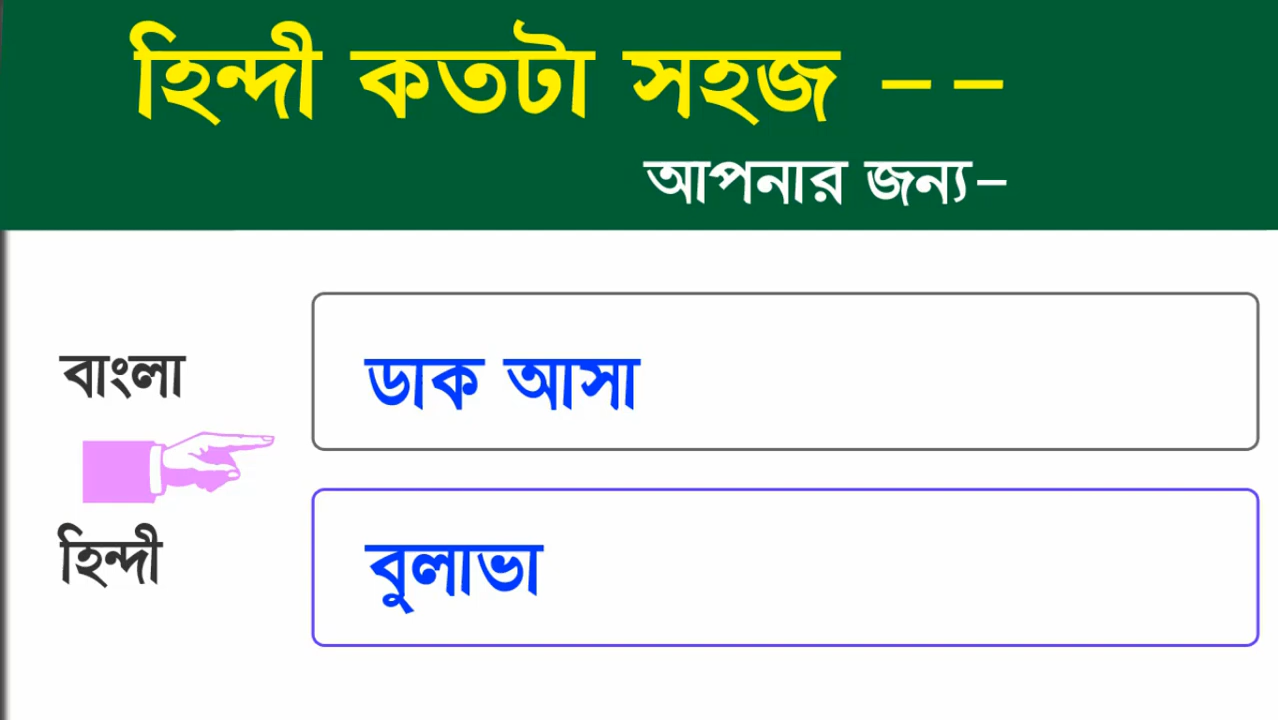 হিন্দী কতটা সহজ --
আপনার জন্য-
বাংলা
ডাক আসা
হিন্দী
বুলাভা